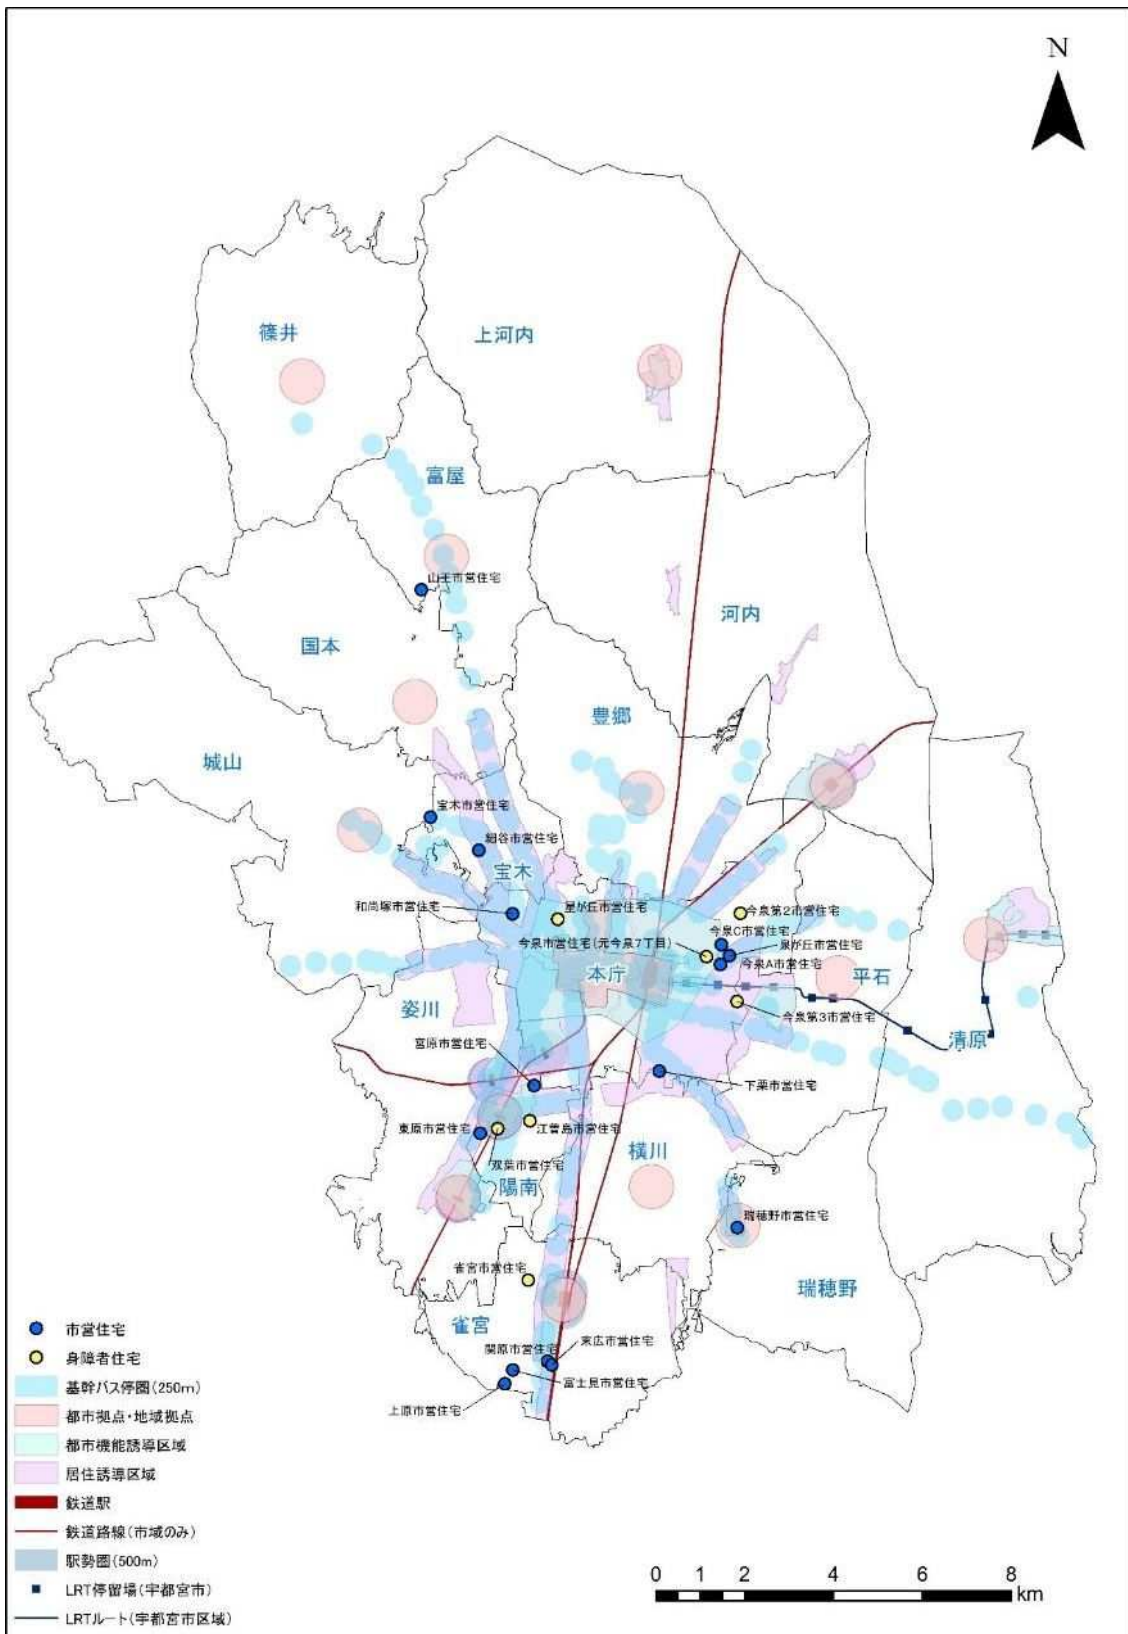 N
篠井
上河内
富屋
山王市営住宅
河内
国本
豊郷
城山
宝木市営住宅
細谷市営住宅
宝木
和尚塚市営住宅
星が丘市営住宅
今泉第2市営住宅
今泉C市営住宅
今泉市営住宅(元今泉7丁目)
泉が丘市営住宅
今泉A市営住宅
本庁
平石
姿川
今泉第3市営住宅
清原
宮原市営住宅
下栗市営住宅
東原市営住宅
江曽島市営住宅
双葉市営住宅
横川
陽南
瑞穂野市営住宅
雀宮市営住宅
瑞穂野
雀宮
関原市営住宅
末広市営住宅
富士見市営住宅
上原市営住宅
市営住宅
身障者住宅
基幹バス停圏(250m)
都市拠点・地域拠点
都市機能誘導区域
居住誘導区域
鉄道駅
鉄道路線(市域のみ)
駅勢圏(500m)
LRT停留場(宇都宮市)
LRTルート(宇都宮市区域)
0 1 2 4 6 8
km